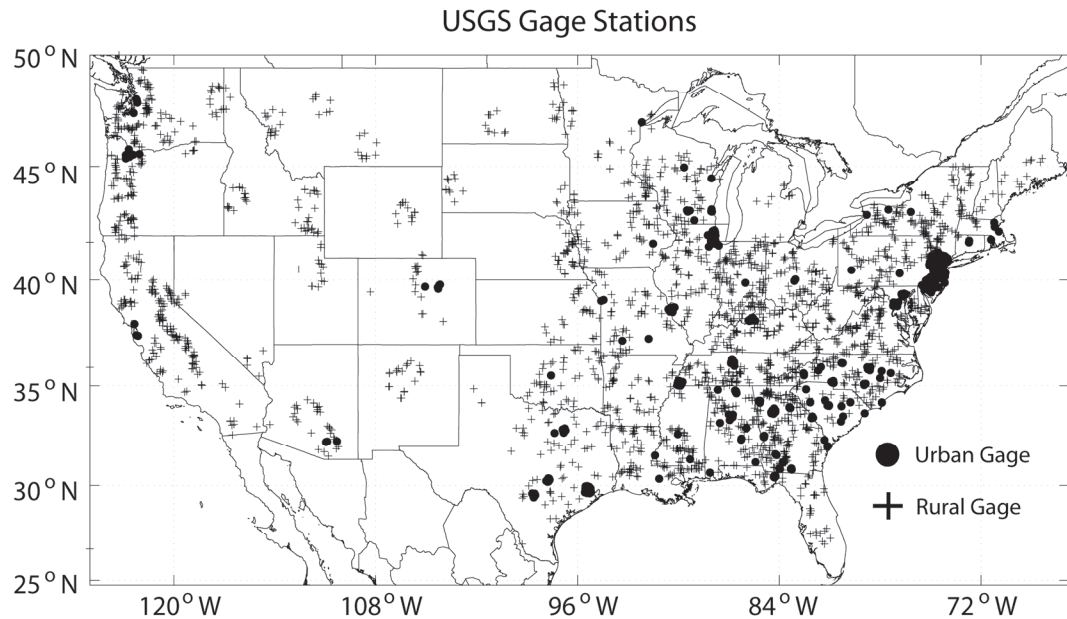 USGS Gage Stations
50° N
45° N
40° N
35° N
30° N
25° N
Urban Gage
Rural Gage
120° W
108° W
96° W
84° W
72° W